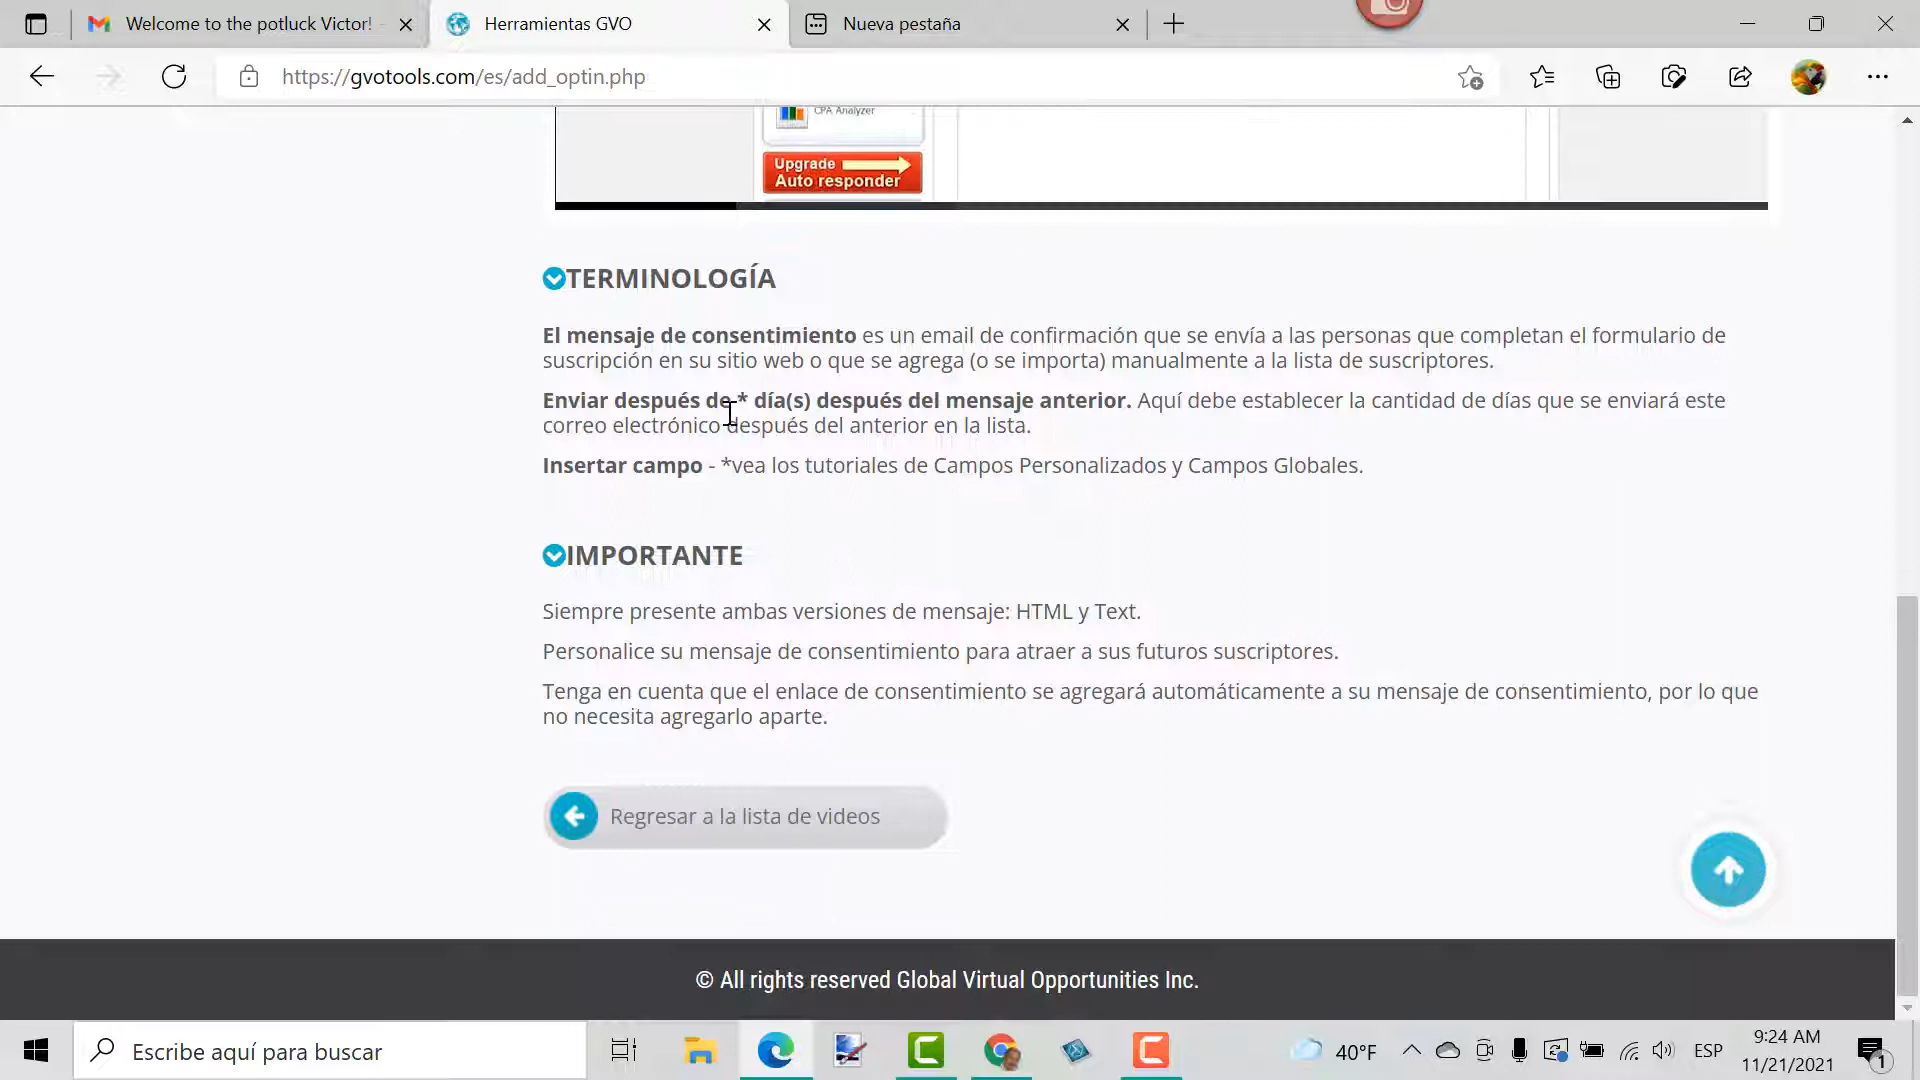 Welcome to the potluck Victor! -
Herramientas GVO
Nueva pestaña
https://gvotools.com/es/add_optin.php
CPA Analyzer
Upgrade
Auto responder
TERMINOLOGÍA
El mensaje de consentimiento es un email de confirmación que se envía a las personas que completan el formulario de
suscripción en su sitio web o que se agrega (o se importa) manualmente a la lista de suscriptores.
Enviar después de * día(s) después del mensaje anterior. Aquí debe establecer la cantidad de días que se enviará este
correo electrónico después del anterior en la lista.
Insertar campo - *vea los tutoriales de Campos Personalizados y Campos Globales.
IMPORTANTE
Siempre presente ambas versiones de mensaje: HTML y Text.
Personalice su mensaje de consentimiento para atraer a sus futuros suscriptores.
Tenga en cuenta que el enlace de consentimiento se agregará automáticamente a su mensaje de consentimiento, por lo que
no necesita agregarlo aparte.
Regresar a la lista de videos
© All rights reserved Global Virtual Opportunities Inc.
Escribe aquí para buscar
40°F
ESP
9:24 AM
11/21/2021
1